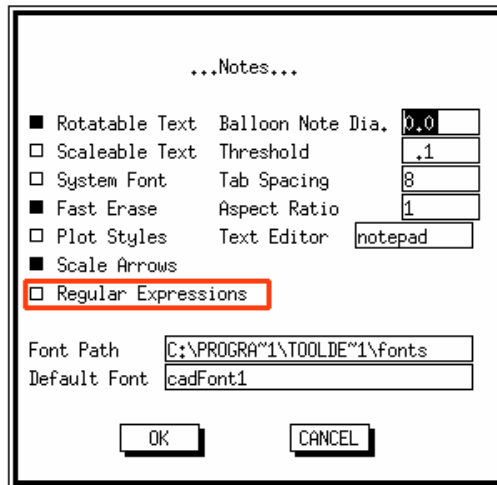 ...Notes...
Rotatable Text Balloon Note Dia. 0.0
Scaleable Text Threshold .1
System Font Tab Spacing 8
Fast Erase Aspect Ratio 1
Plot Styles Text Editor notepad
Scale Arrows
Regular Expressions
Font Path C:\PROGRA~1\TOOLDE~1\fonts
Default Font cadFont1
OK CANCEL